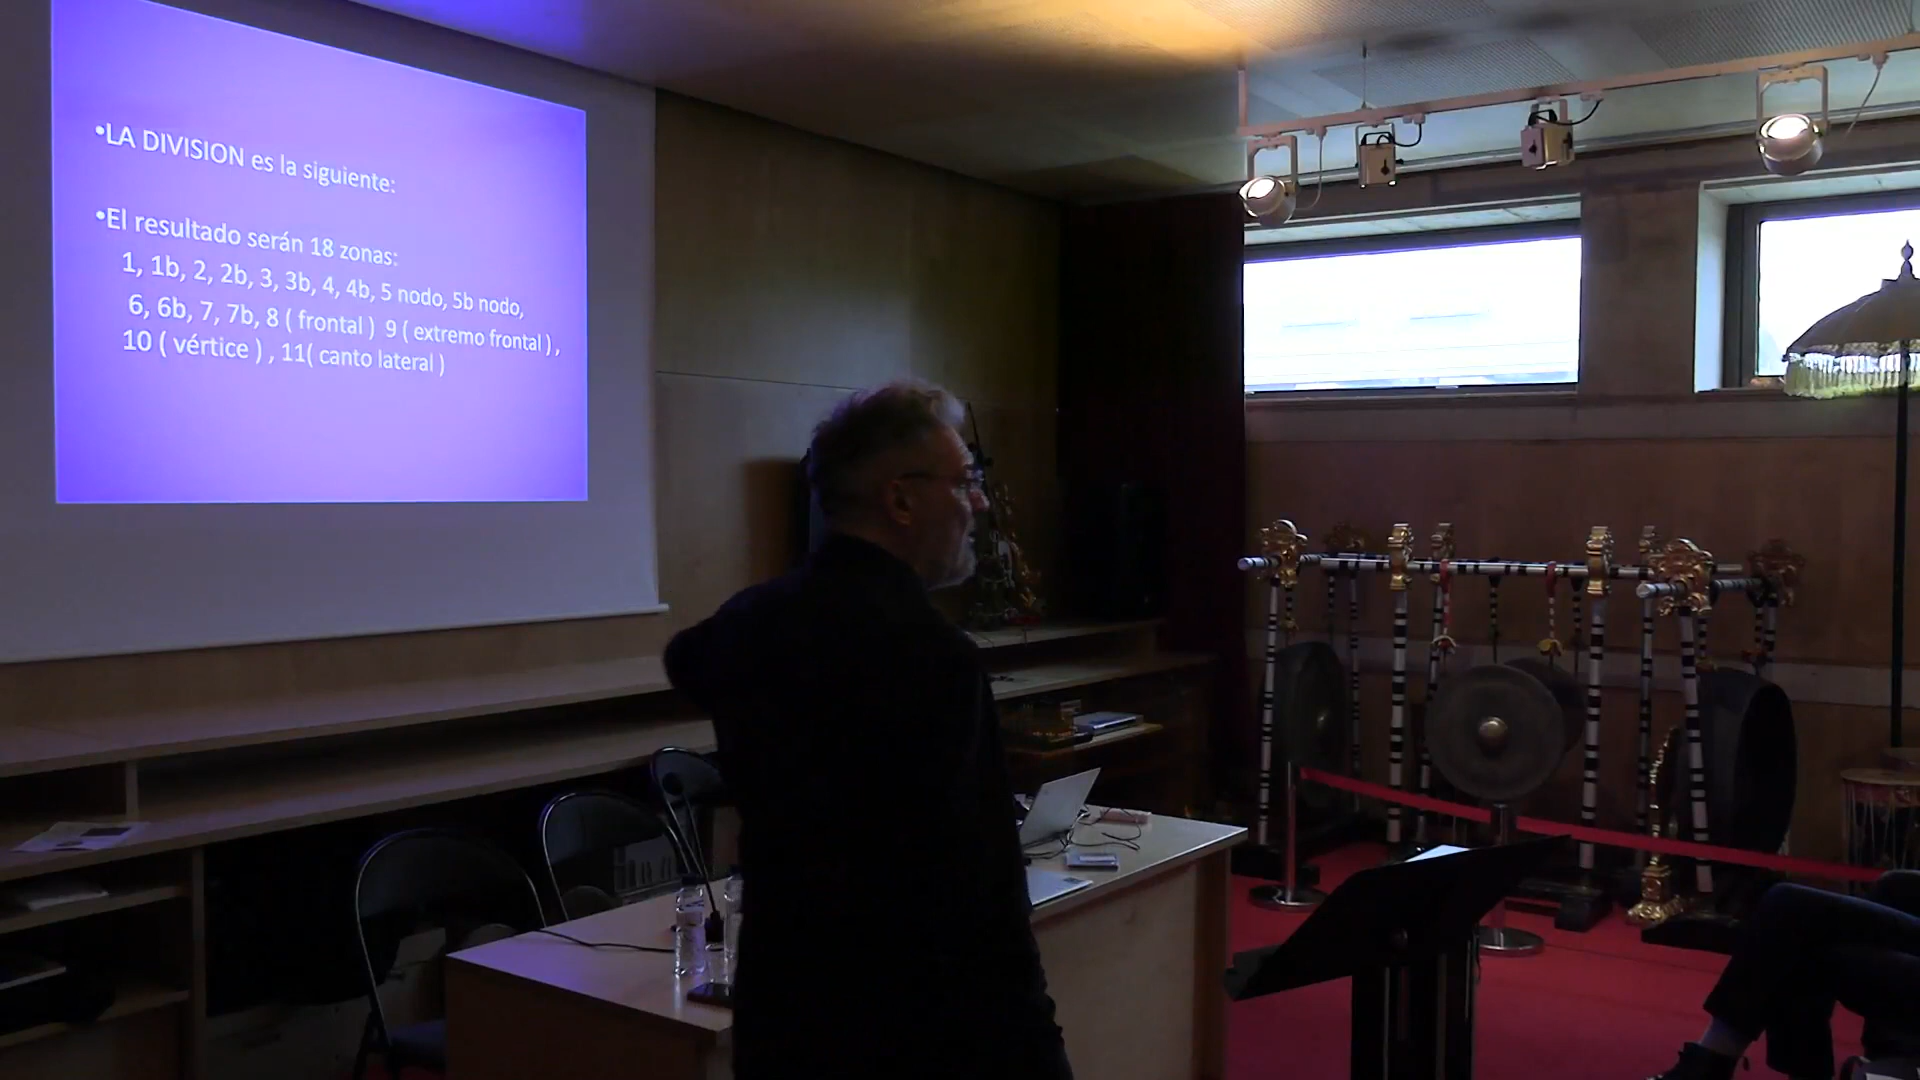 •LA DIVISION es la siguiente:
•El resultado serán 18 zonas:
1, 1b, 2, 2b, 3, 3b, 4, 4b, 5 nodo, 5b nodo,
6, 6b, 7, 7b, 8 ( frontal ) 9 ( extremo frontal ) ,
10 ( vértice ) , 11( canto lateral )